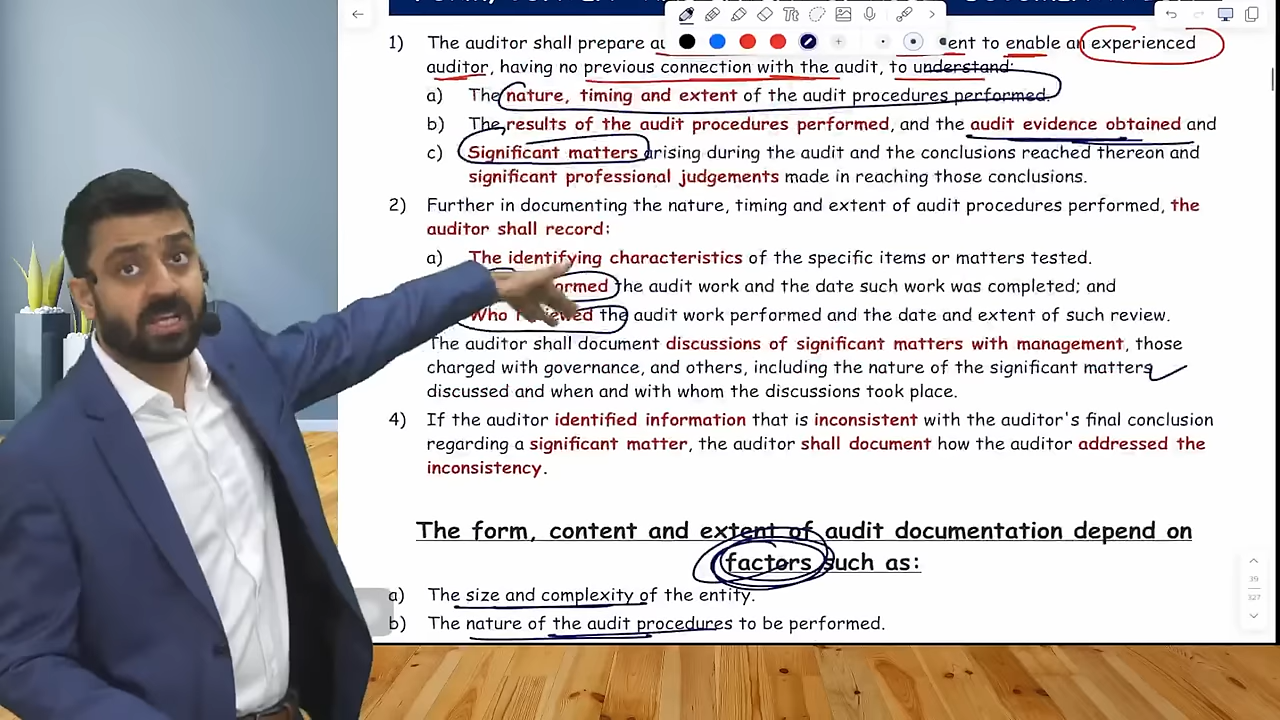 1) The auditor shall prepare au ent to enable an experienced
auditor, having no previous connection with the audit, to understand:
a) The nature, timing and extent of the audit procedures performed.
b) The results of the audit procedures performed, and the audit evidence obtained and
c) Significant matters arising during the audit and the conclusions reached thereon and
significant professional judgements made in reaching those conclusions.
2) Further in documenting the nature, timing and extent of audit procedures performed, the
auditor shall record:
a) The identifying characteristics of the specific items or matters tested.
ormed the audit work and the date such work was completed; and
Who reviewed the audit work performed and the date and extent of such review.
The auditor shall document discussions of significant matters with management, those
charged with governance, and others, including the nature of the significant matters
discussed and when and with whom the discussions took place.
4) If the auditor identified information that is inconsistent with the auditor's final conclusion
regarding a significant matter, the auditor shall document how the auditor addressed the
inconsistency.
The form, content and extent of audit documentation depend on
factors such as:
a) The size and complexity of the entity.
b) The nature of the audit procedures to be performed.
39
327